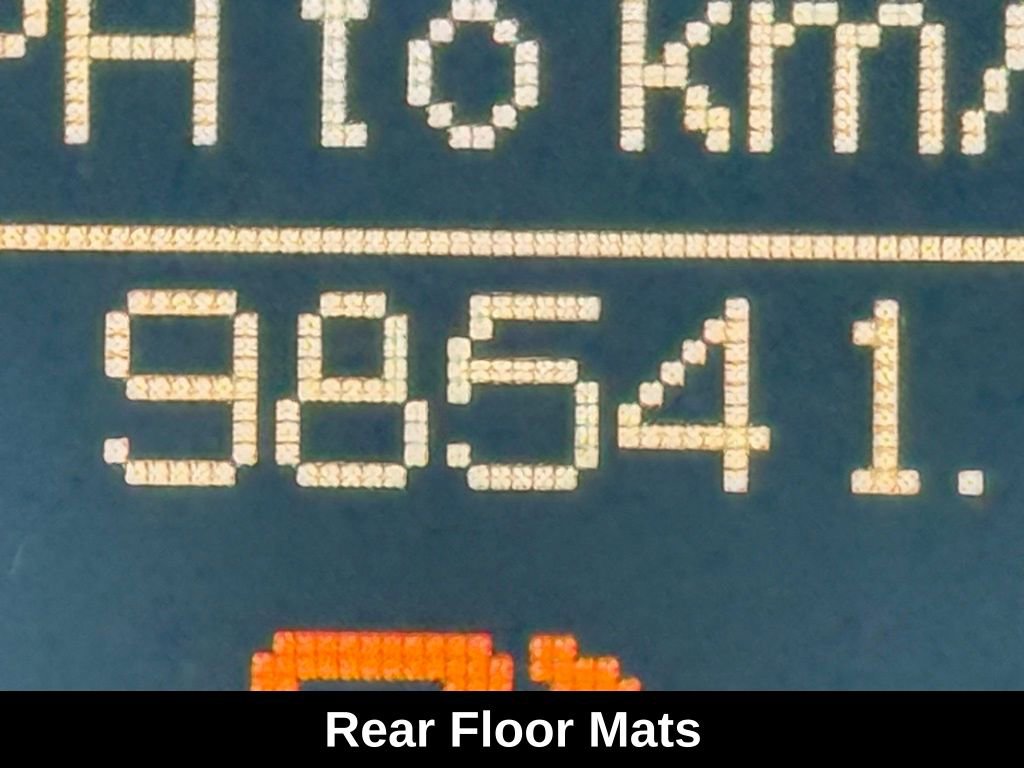 PH to km/
98541.
Rear Floor Mats